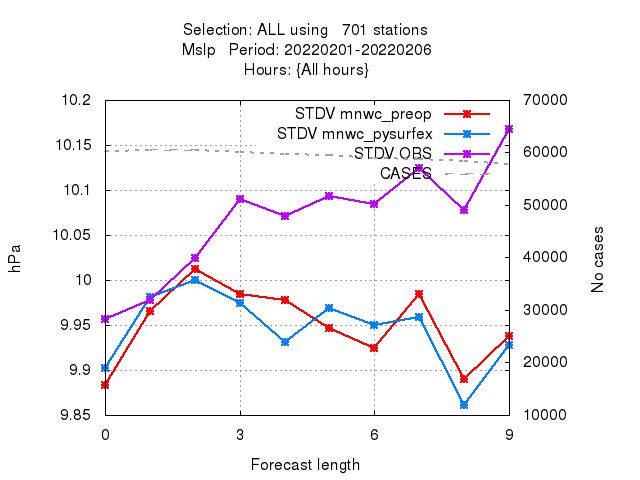 Selection: ALL using 701 stations
Mslp Period: 20220201-20220206
Hours: {All hours}
10.2
10.15
10.1
10.05
10
9.95
9.9
9.85
hPa
STDV mnwc_preop
STDV mnwc_pysurfex
STDV OBS
CASES
70000
60000
50000
40000
30000
20000
10000
No cases
0 3 6 9
Forecast length